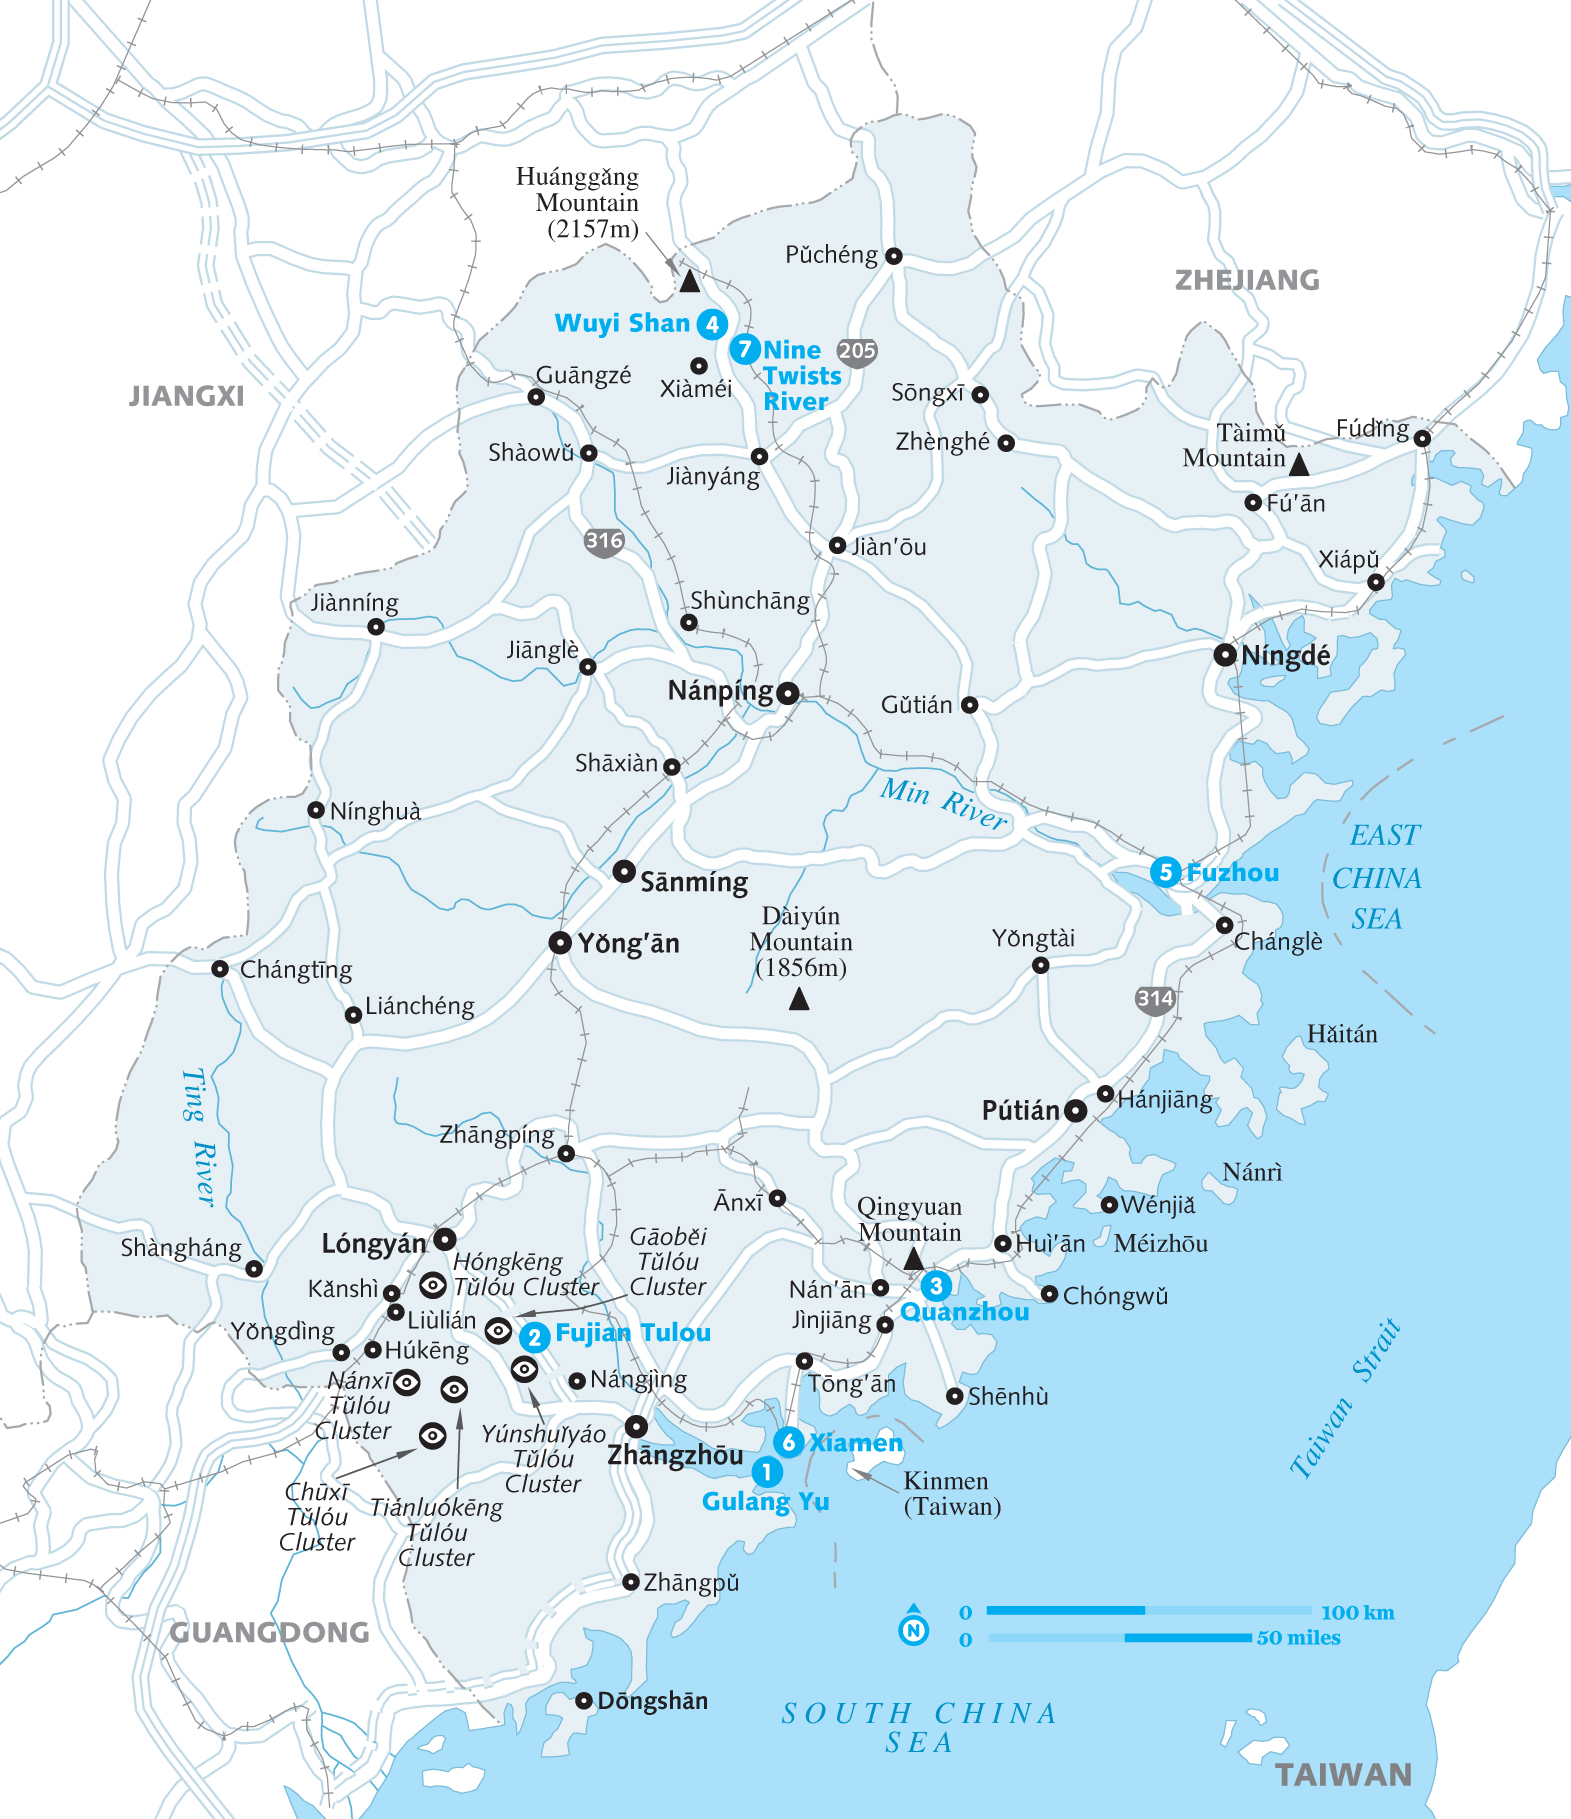 Huánggǎng
Mountain
(2157m)
Pǔchéng
ZHEJIANG
Wuyi Shan 4
7 Nine
Twists
River
205
JIANGXI
Guāngzé
Xiàméi
Sōngxī
Zhènghé
Tàimǔ
Mountain
Fúdǐng
Shàowǔ
Jiànyáng
Fú'ān
316
Jiàn'ōu
Xiápǔ
Jiànníng
Shùnchāng
Jiānglè
Níngdé
Nánpíng
Gǔtián
Shāxiàn
Min River
Nínghuà
EAST
CHINA
SEA
5 Fuzhou
Sānmíng
Dàiyún
Mountain
(1856m)
Yǒngtài
Chánglè
Yǒng'ān
Chángtīng
Liánchéng
314
Hǎitán
Ting River
Pútián
Hánjiāng
Zhāngpíng
Nánrì
Ānxī
Qingyuan
Mountain
Wénjiǎ
Lóngyán
Gāoběi
Tǔlóu
Cluster
Huì'ān
Méizhōu
Shàngháng
Hóngkēng
Tǔlóu Cluster
Kǎnshì
Nán'ān
3
Quanzhou
Chóngwǔ
Liùlián
Jìnjiāng
Yǒngdìng
2 Fujian Tulou
Húkēng
Nánxī
Tǔlóu
Cluster
Nángjìng
Tōng'ān
Shēnhù
Taiwan Strait
Yúnshuǐyáo
Tǔlóu
Cluster
Zhāngzhōu
6 Xiamen
1
Gulang Yu
Kinmen
(Taiwan)
Chūxī
Tǔlóu
Cluster
Tiánluókēng
Tǔlóu
Cluster
Zhāngpǔ
N
0 100 km
0 50 miles
GUANGDONG
Dōngshān
SOUTH CHINA
SEA
TAIWAN